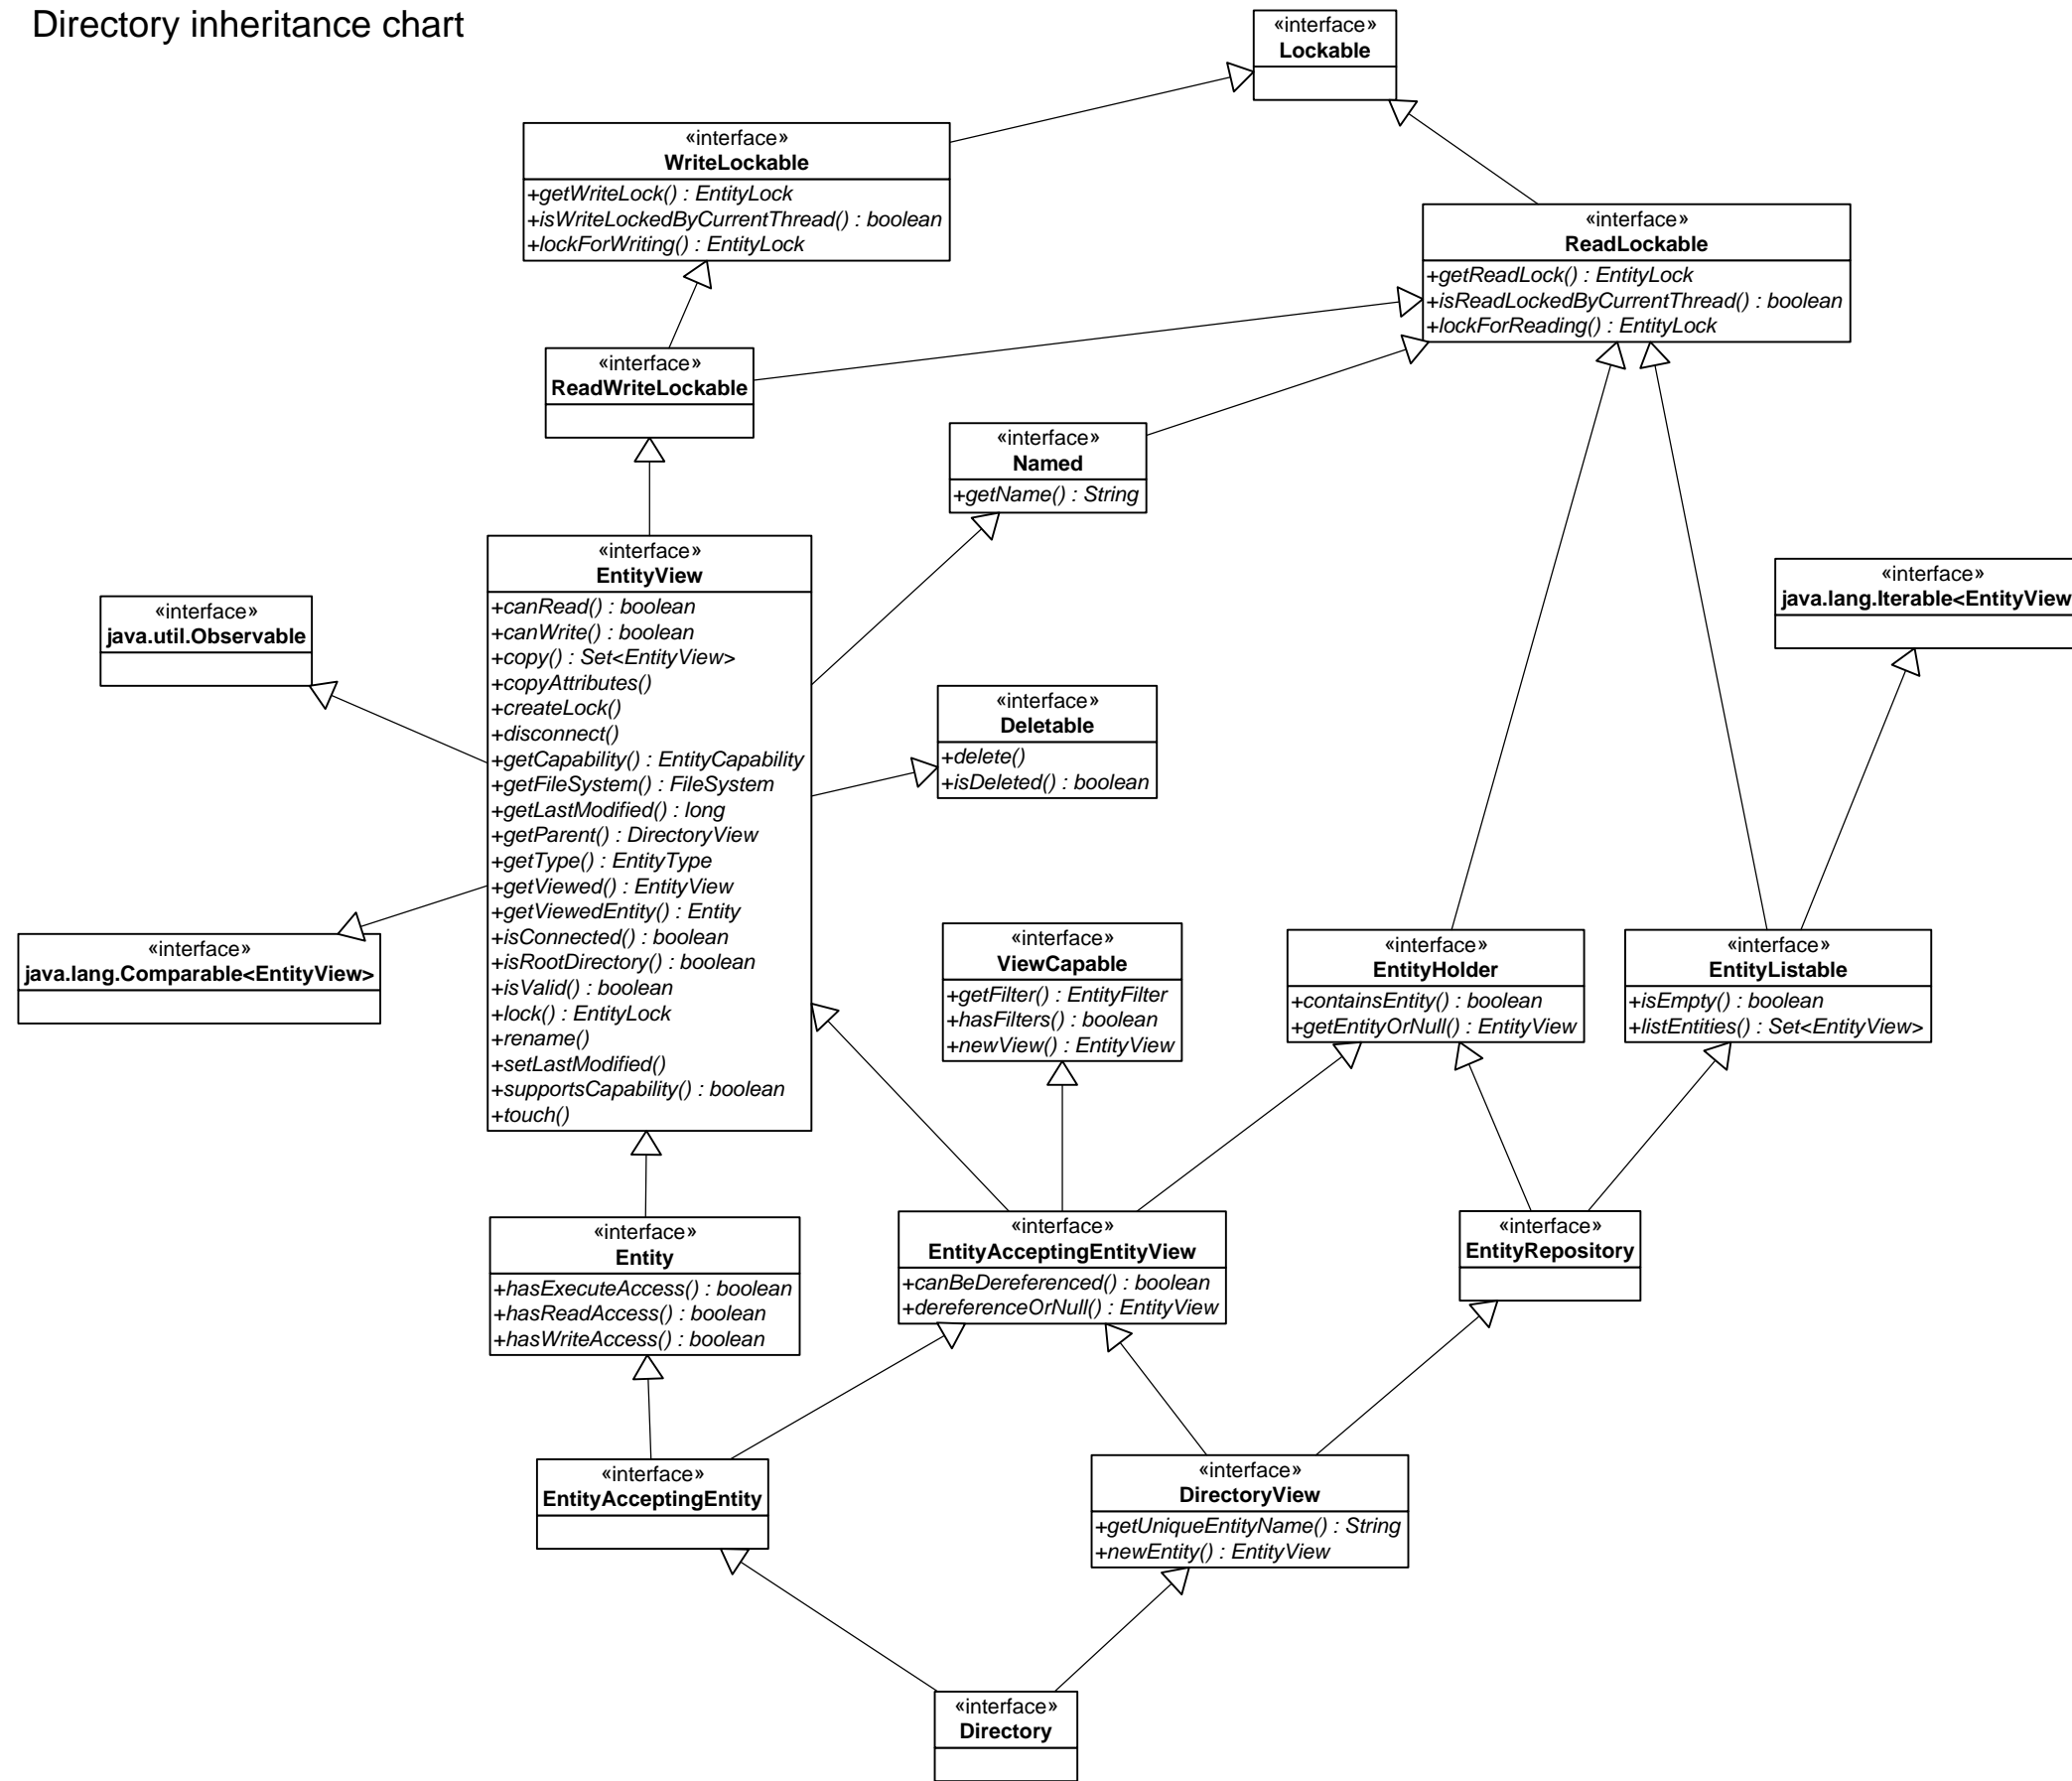 Directory inheritance chart
«interface»
Lockable
«interface»
WriteLockable
+getWriteLock() : EntityLock
+isWriteLockedByCurrentThread() : boolean
+lockForWriting() : EntityLock
«interface»
ReadLockable
+getReadLock() : EntityLock
+isReadLockedByCurrentThread() : boolean
+lockForReading() : EntityLock
«interface»
ReadWriteLockable
«interface»
Named
+getName() : String
«interface»
EntityView
+canRead() : boolean
+canWrite() : boolean
+copy() : Set<EntityView>
+copyAttributes()
+createLock()
+disconnect()
+getCapability() : EntityCapability
+getFileSystem() : FileSystem
+getLastModified() : long
+getParent() : DirectoryView
+getType() : EntityType
+getViewed() : EntityView
+getViewedEntity() : Entity
+isConnected() : boolean
+isRootDirectory() : boolean
+isValid() : boolean
+lock() : EntityLock
+rename()
+setLastModified()
+supportsCapability() : boolean
+touch()
«interface»
java.util.Observable
«interface»
java.lang.Iterable<EntityView
«interface»
Deletable
+delete()
+isDeleted() : boolean
«interface»
java.lang.Comparable<EntityView>
«interface»
ViewCapable
+getFilter() : EntityFilter
+hasFilters() : boolean
+newView() : EntityView
«interface»
EntityHolder
+containsEntity() : boolean
+getEntityOrNull() : EntityView
«interface»
EntityListable
+isEmpty() : boolean
+listEntities() : Set<EntityView>
«interface»
Entity
+hasExecuteAccess() : boolean
+hasReadAccess() : boolean
+hasWriteAccess() : boolean
«interface»
EntityAcceptingEntityView
+canBeDereferenced() : boolean
+dereferenceOrNull() : EntityView
«interface»
EntityRepository
«interface»
EntityAcceptingEntity
«interface»
DirectoryView
+getUniqueEntityName() : String
+newEntity() : EntityView
«interface»
Directory